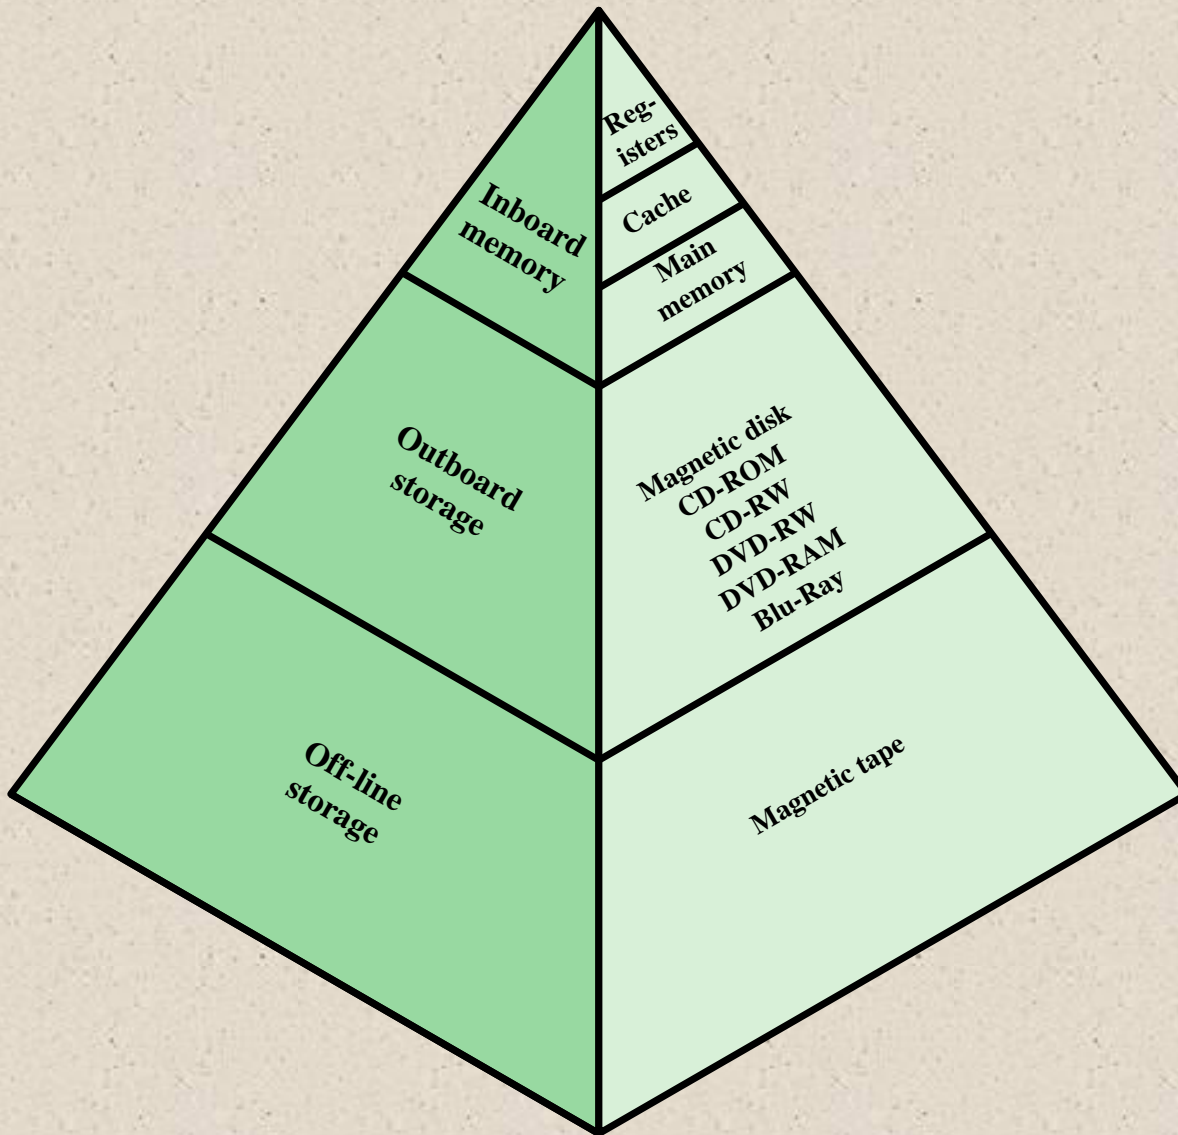 Inboard
memory
Reg-
isters
Cache
Main
memory
Outboard
storage
Magnetic disk
CD-ROM
CD-RW
DVD-RW
DVD-RAM
Blu-Ray
Off-line
storage
Magnetic tape